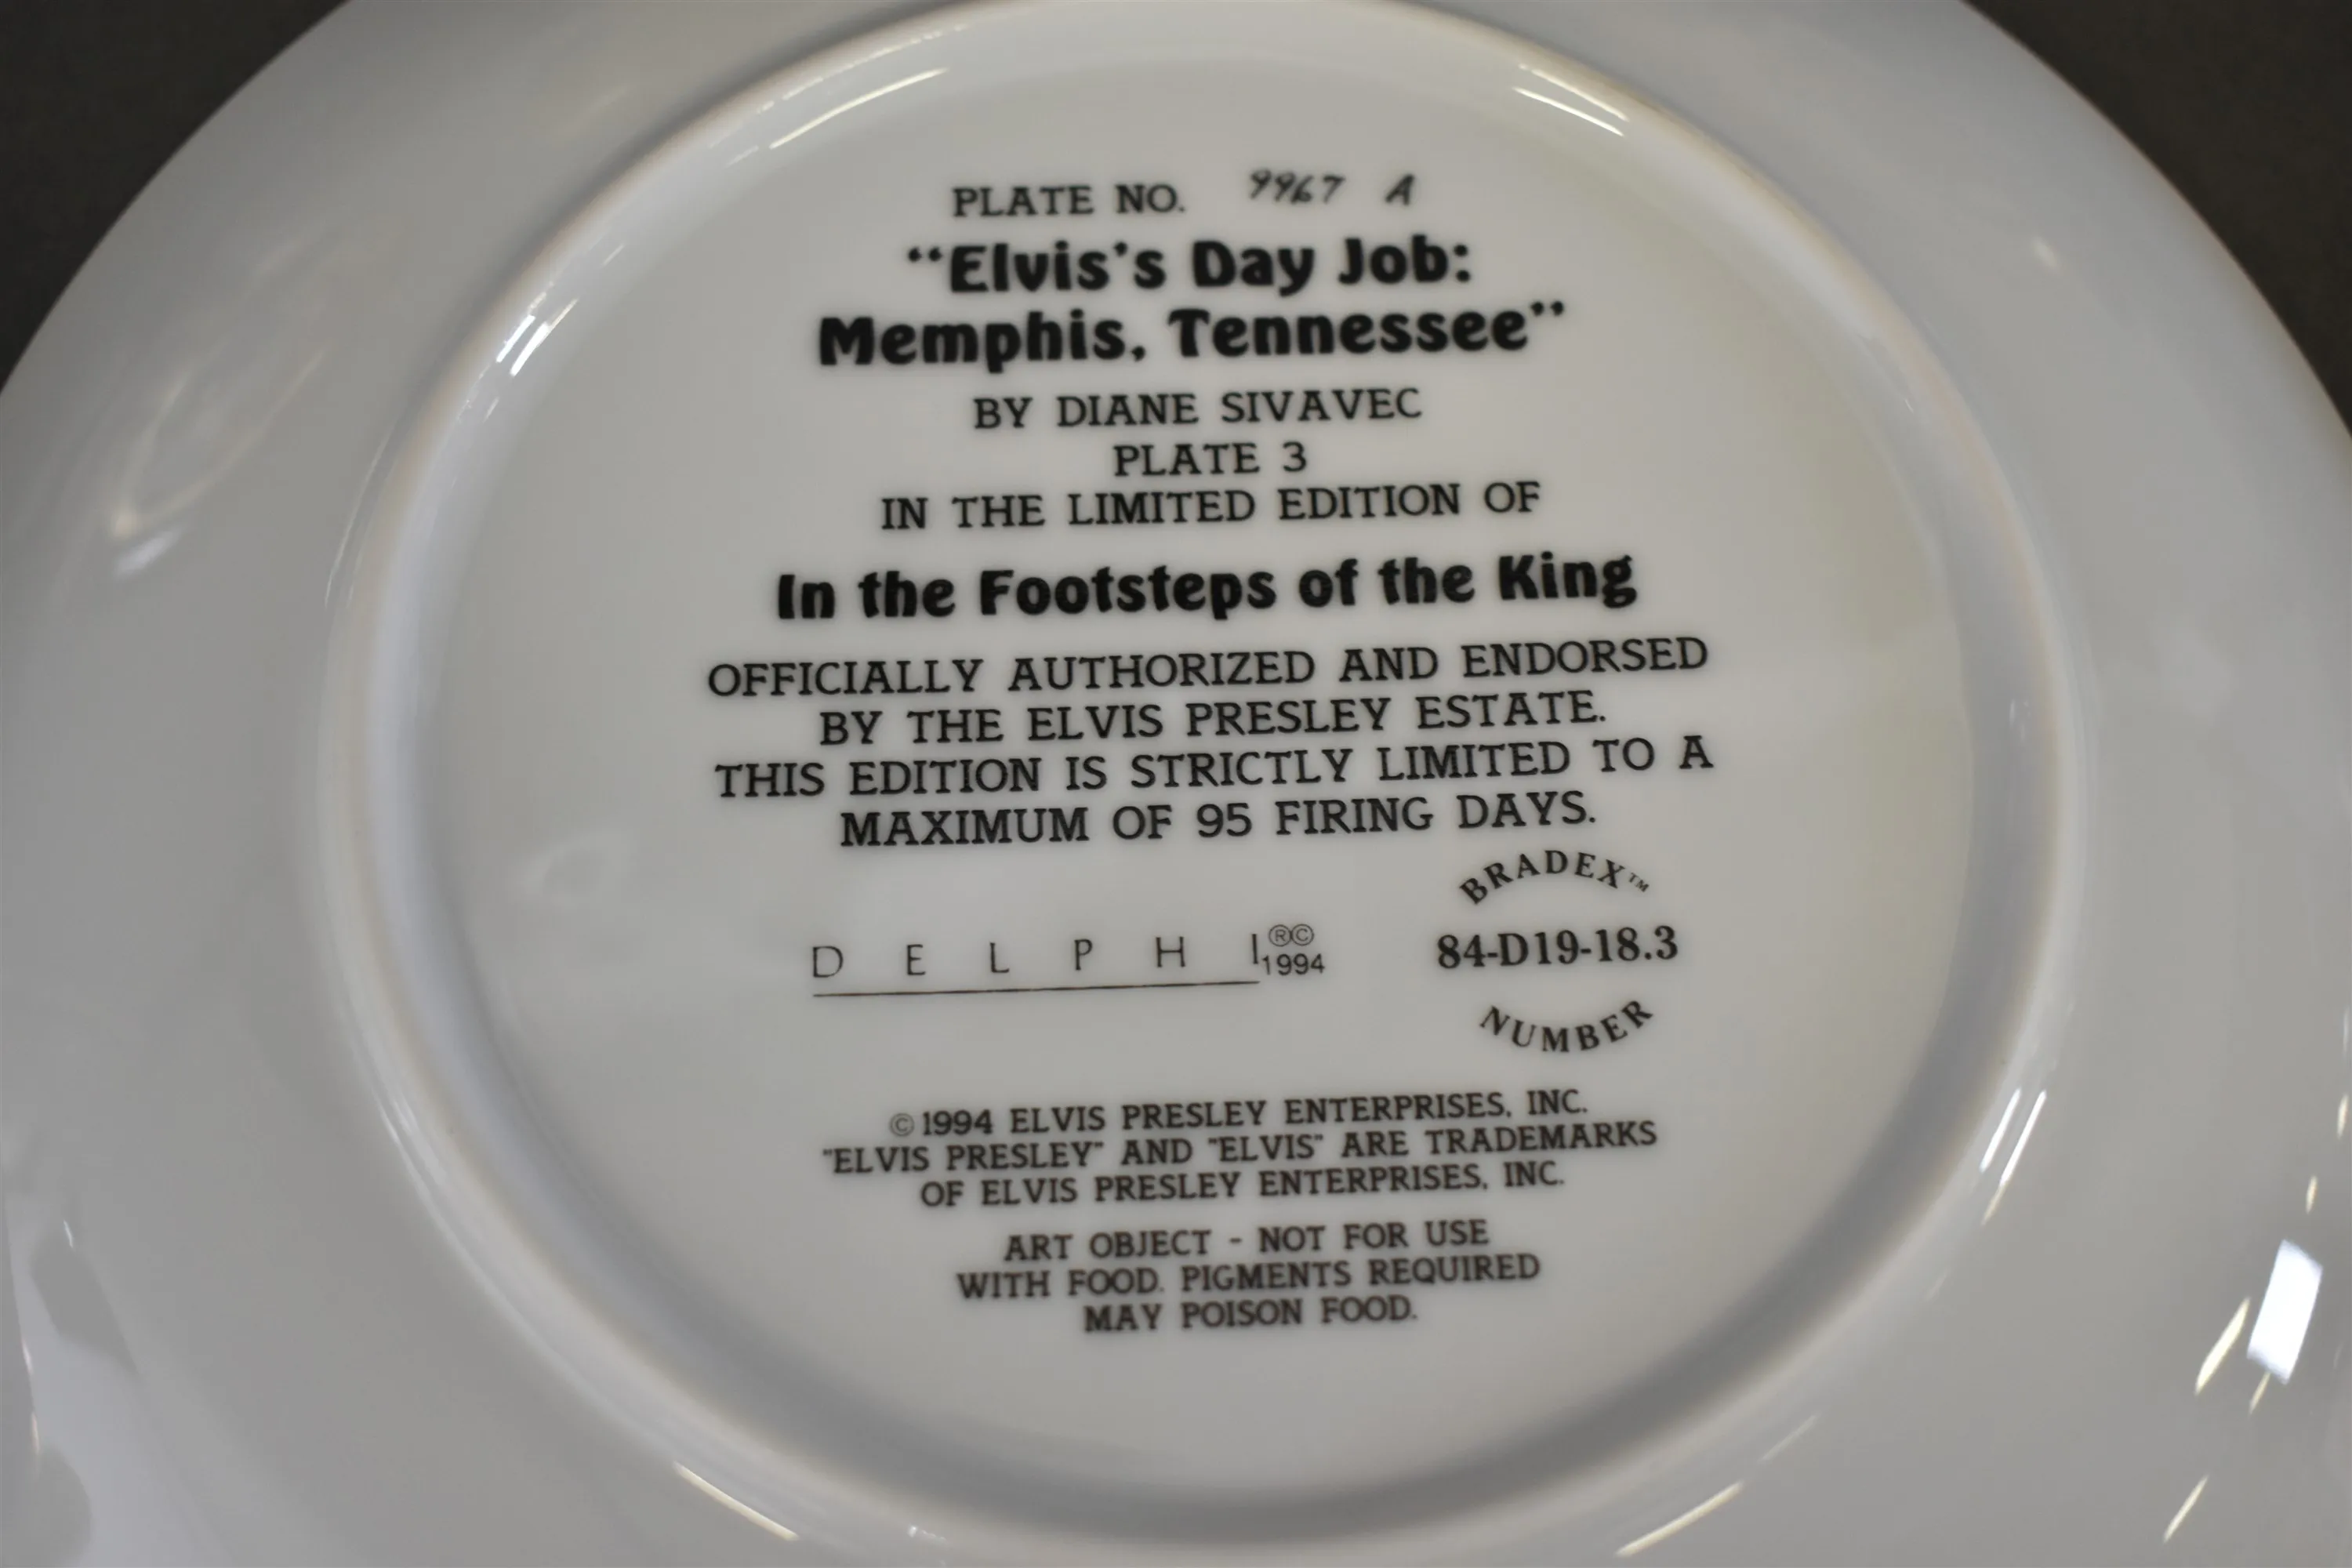 PLATE NO. 9967 A
“Elvis’s Day Job:
Memphis, Tennessee”
BY DIANE SIVAVEC
PLATE 3
IN THE LIMITED EDITION OF
In the Footsteps of the King
OFFICIALLY AUTHORIZED AND ENDORSED
BY THE ELVIS PRESLEY ESTATE.
THIS EDITION IS STRICTLY LIMITED TO A
MAXIMUM OF 95 FIRING DAYS.
DELPHI ®© 1994
BRADEX™
84-D19-18.3
NUMBER
©1994 ELVIS PRESLEY ENTERPRISES, INC.
"ELVIS PRESLEY" AND "ELVIS" ARE TRADEMARKS
OF ELVIS PRESLEY ENTERPRISES, INC.
ART OBJECT - NOT FOR USE
WITH FOOD. PIGMENTS REQUIRED
MAY POISON FOOD.